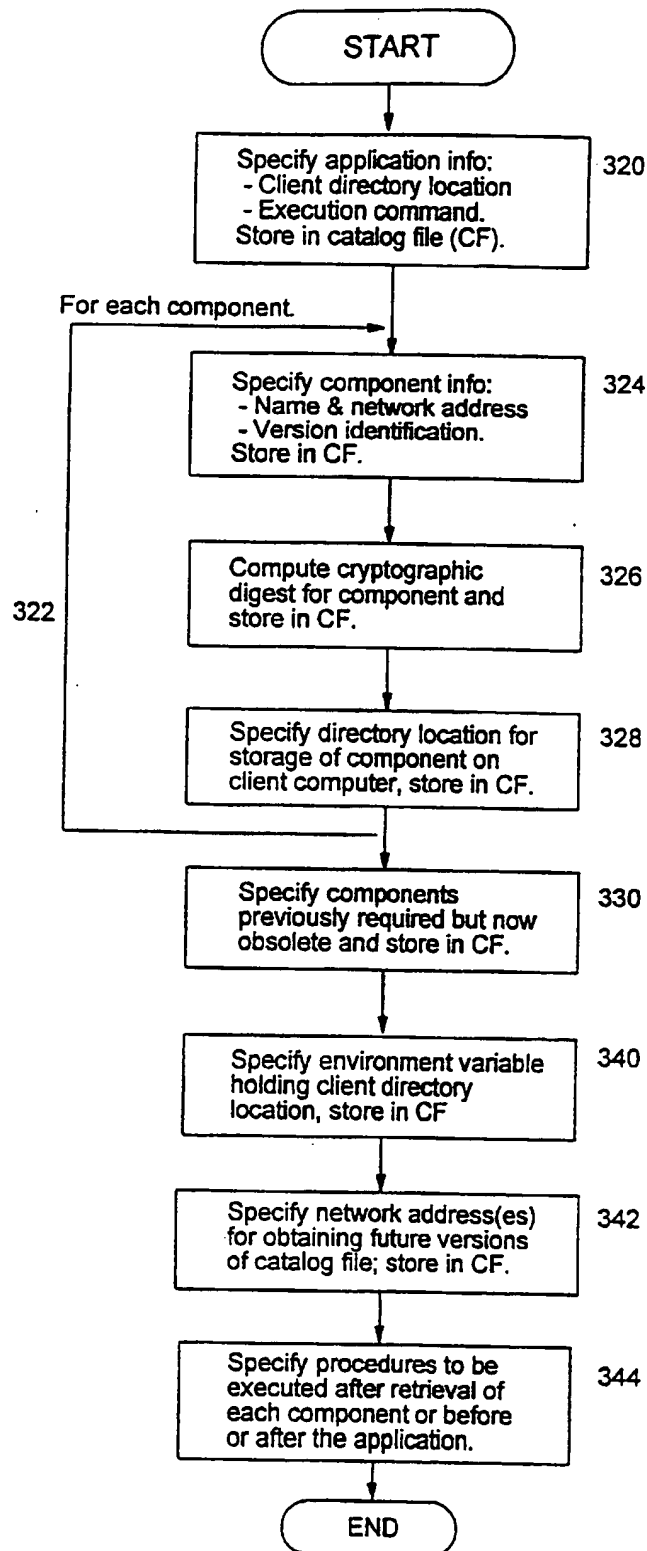 START
Specify application info:
- Client directory location
- Execution command.
Store in catalog file (CF).
320
For each component.
Specify component info:
- Name & network address
- Version identification.
Store in CF.
324
Compute cryptographic
digest for component and
store in CF.
326
322
Specify directory location for
storage of component on
client computer, store in CF.
328
Specify components
previously required but now
obsolete and store in CF.
330
Specify environment variable
holding client directory
location, store in CF
340
Specify network address(es)
for obtaining future versions
of catalog file; store in CF.
342
Specify procedures to be
executed after retrieval of
each component or before
or after the application.
344
END